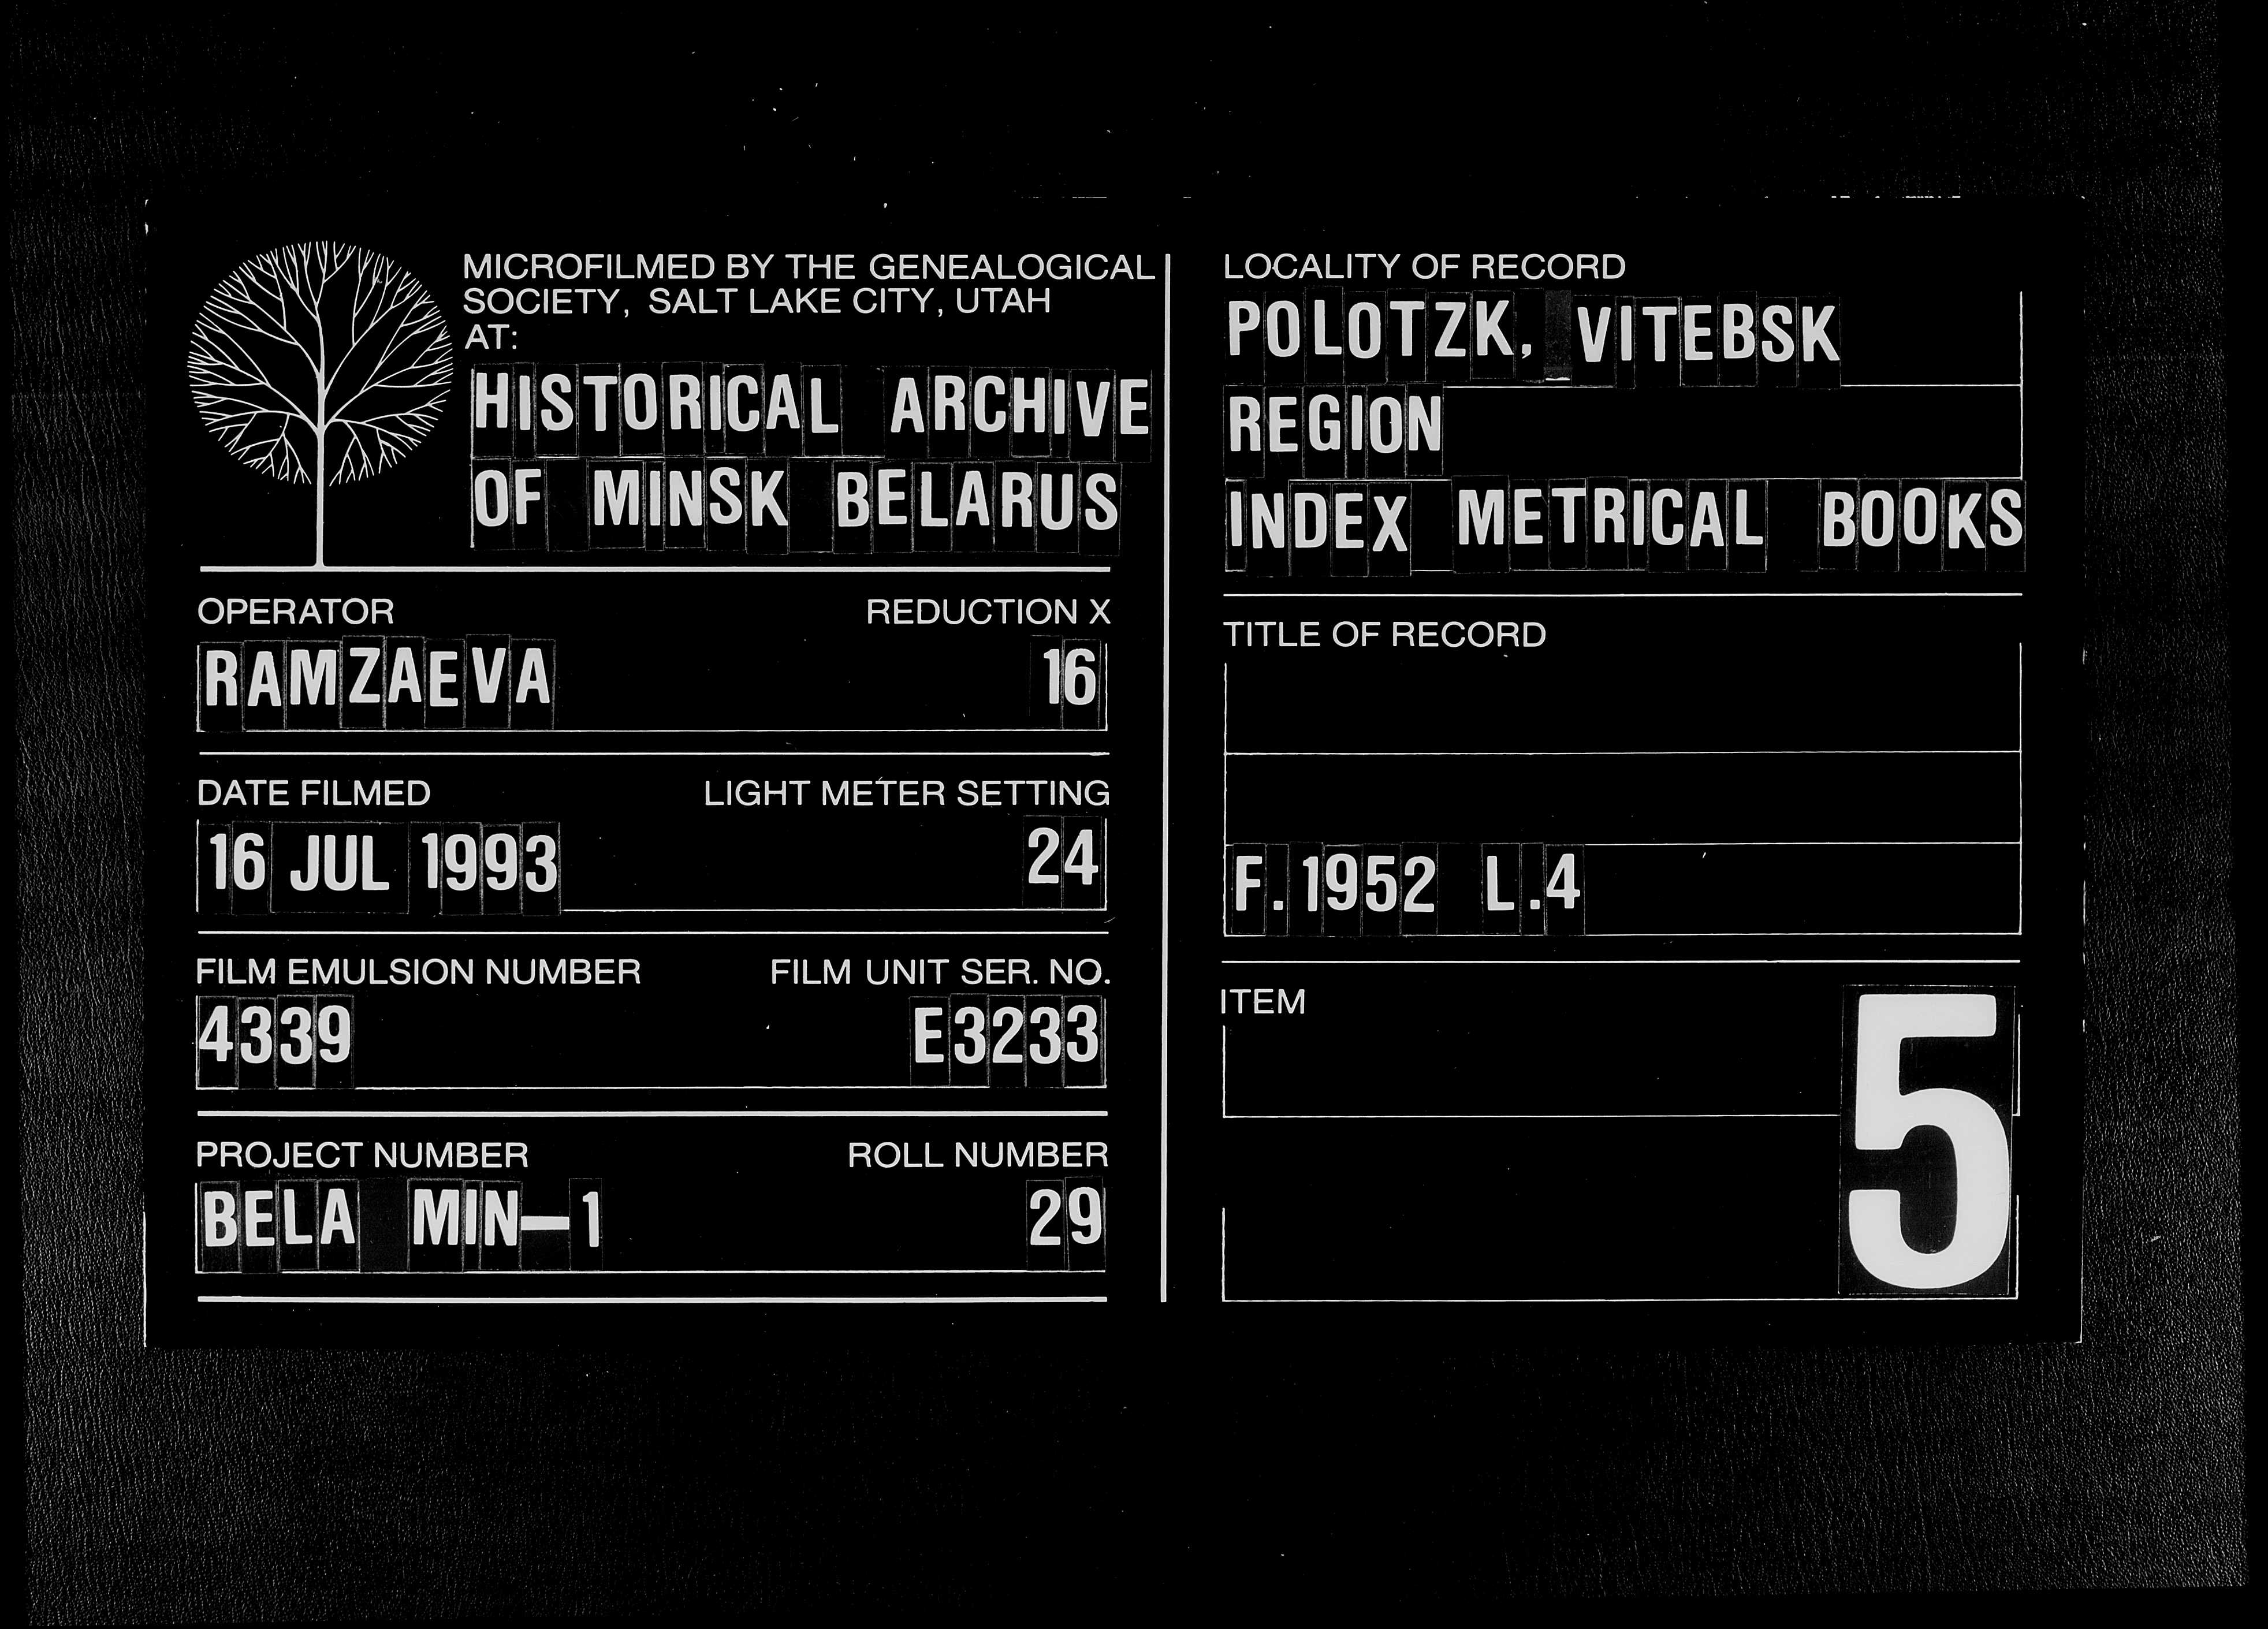 MICROFILMED BY THE GENEALOGICAL
SOCIETY, SALT LAKE CITY, UTAH
AT:
HISTORICAL ARCHIVE
OF MINSK BELARUS
OPERATOR REDUCTION X
RAMZAEVA 16
DATE FILMED LIGHT METER SETTING
16 JUL 1993 24
FILM EMULSION NUMBER FILM UNIT SER. NO.
4339 E3233
PROJECT NUMBER ROLL NUMBER
BELA MIN-1 29
LOCALITY OF RECORD
POLOTZK, VITEBSK
REGION
INDEX METRICAL BOOKS
TITLE OF RECORD
F.1952 L.4
ITEM
5